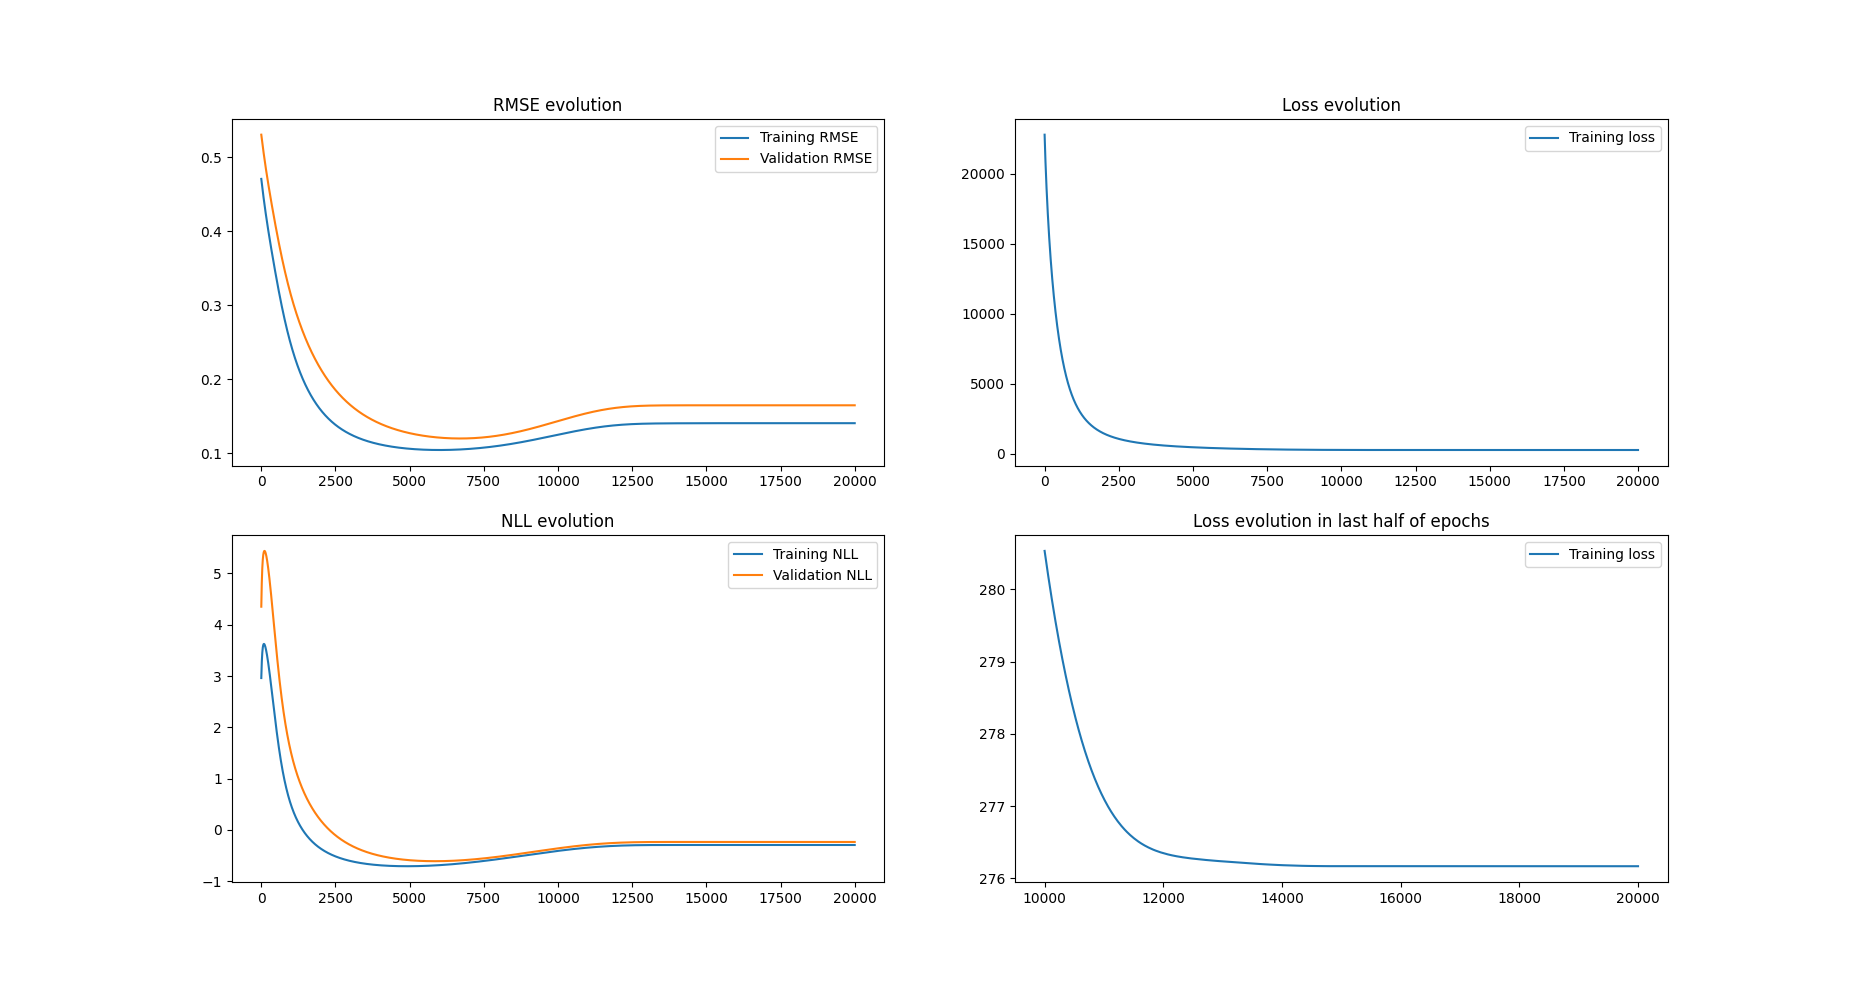 RMSE evolution
Training RMSE
Validation RMSE
0.5
0.4
0.3
0.2
0.1
0 2500 5000 7500 10000 12500 15000 17500 20000
Loss evolution
Training loss
20000
15000
10000
5000
0
0 2500 5000 7500 10000 12500 15000 17500 20000
NLL evolution
Training NLL
Validation NLL
5
4
3
2
1
0
−1
0 2500 5000 7500 10000 12500 15000 17500 20000
Loss evolution in last half of epochs
Training loss
280
279
278
277
276
10000 12000 14000 16000 18000 20000